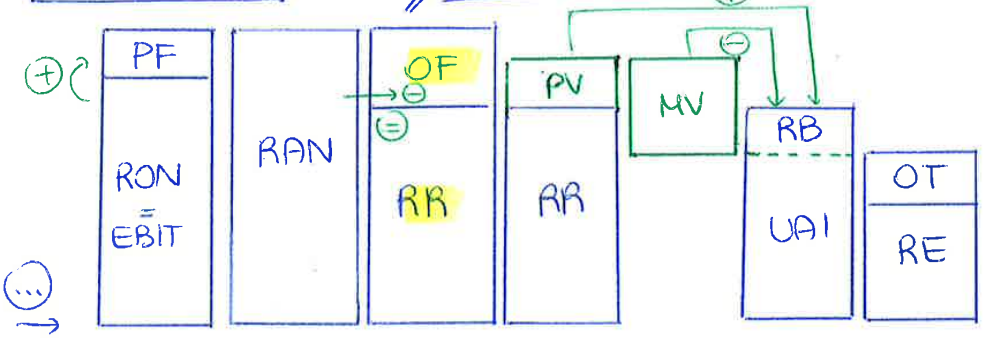 PF
RON
=
EBIT
RAN
OF
RR
PV
RR
MV
RB
UAI
OT
RE
+
-
=
-
...